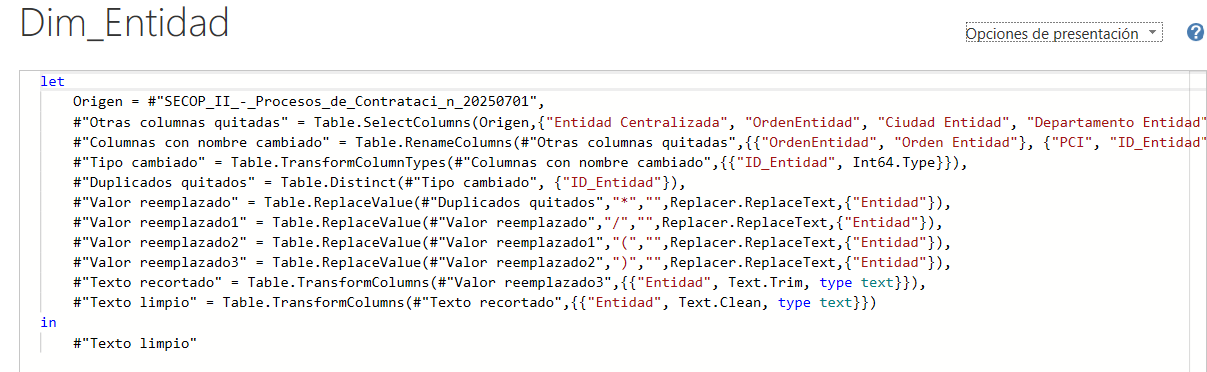 Dim_Entidad
Opciones de presentación
?
let
Origen = #"SECOP_II_-_Procesos_de_Contrataci_n_20250701",
#"Otras columnas quitadas" = Table.SelectColumns(Origen,{"Entidad Centralizada", "OrdenEntidad", "Ciudad Entidad", "Departamento Entidad"
#"Columnas con nombre cambiado" = Table.RenameColumns(#"Otras columnas quitadas",{{"OrdenEntidad", "Orden Entidad"}, {"PCI", "ID_Entidad"
#"Tipo cambiado" = Table.TransformColumnTypes(#"Columnas con nombre cambiado",{{"ID_Entidad", Int64.Type}}),
#"Duplicados quitados" = Table.Distinct(#"Tipo cambiado", {"ID_Entidad"}),
#"Valor reemplazado" = Table.ReplaceValue(#"Duplicados quitados","*","",Replacer.ReplaceText,{"Entidad"}),
#"Valor reemplazado1" = Table.ReplaceValue(#"Valor reemplazado","/","",Replacer.ReplaceText,{"Entidad"}),
#"Valor reemplazado2" = Table.ReplaceValue(#"Valor reemplazado1","(","",Replacer.ReplaceText,{"Entidad"}),
#"Valor reemplazado3" = Table.ReplaceValue(#"Valor reemplazado2",")","",Replacer.ReplaceText,{"Entidad"}),
#"Texto recortado" = Table.TransformColumns(#"Valor reemplazado3",{{"Entidad", Text.Trim, type text}}),
#"Texto limpio" = Table.TransformColumns(#"Texto recortado",{{"Entidad", Text.Clean, type text}})
in
#"Texto limpio"